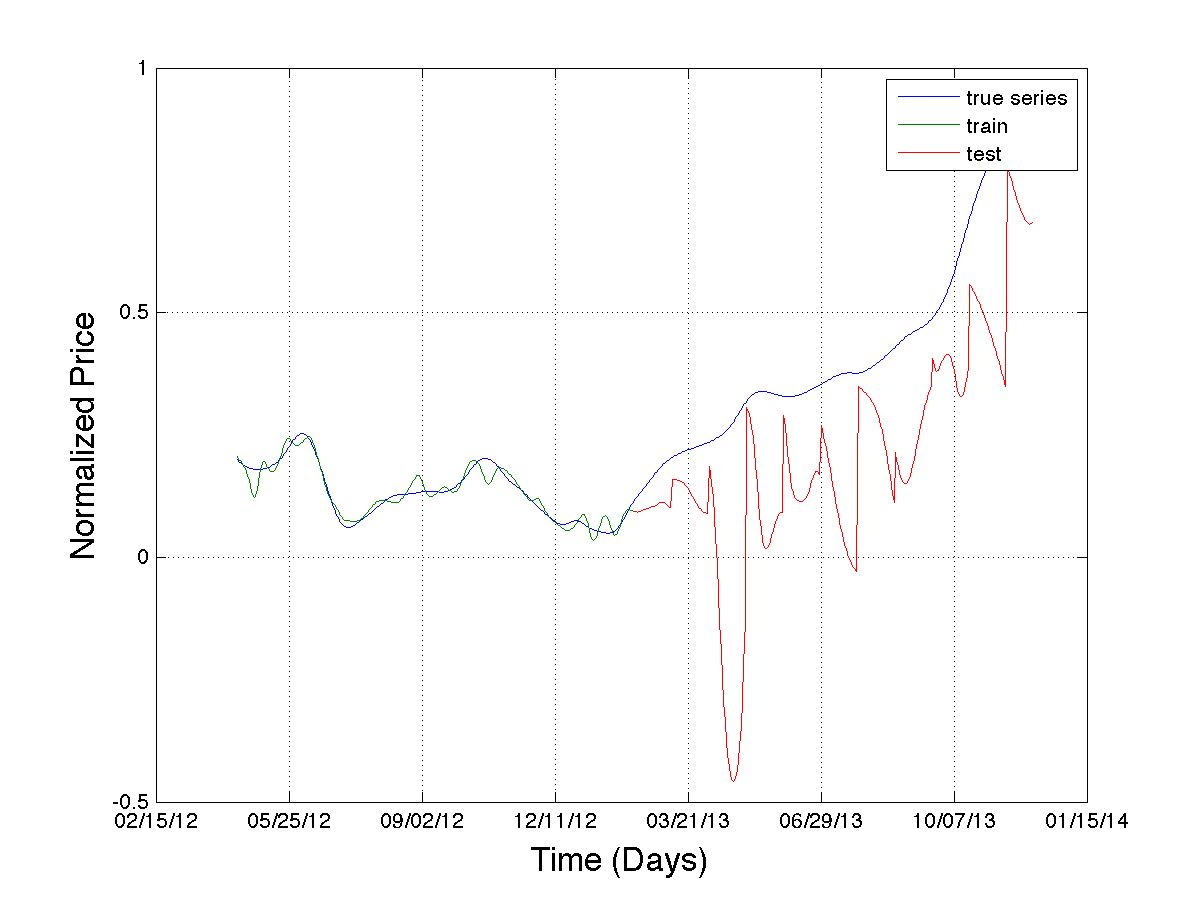 1
true series
train
test
0.5
Normalized Price
0
-0.5
02/15/12 05/25/12 09/02/12 12/11/12 03/21/13 06/29/13 10/07/13 01/15/14
Time (Days)